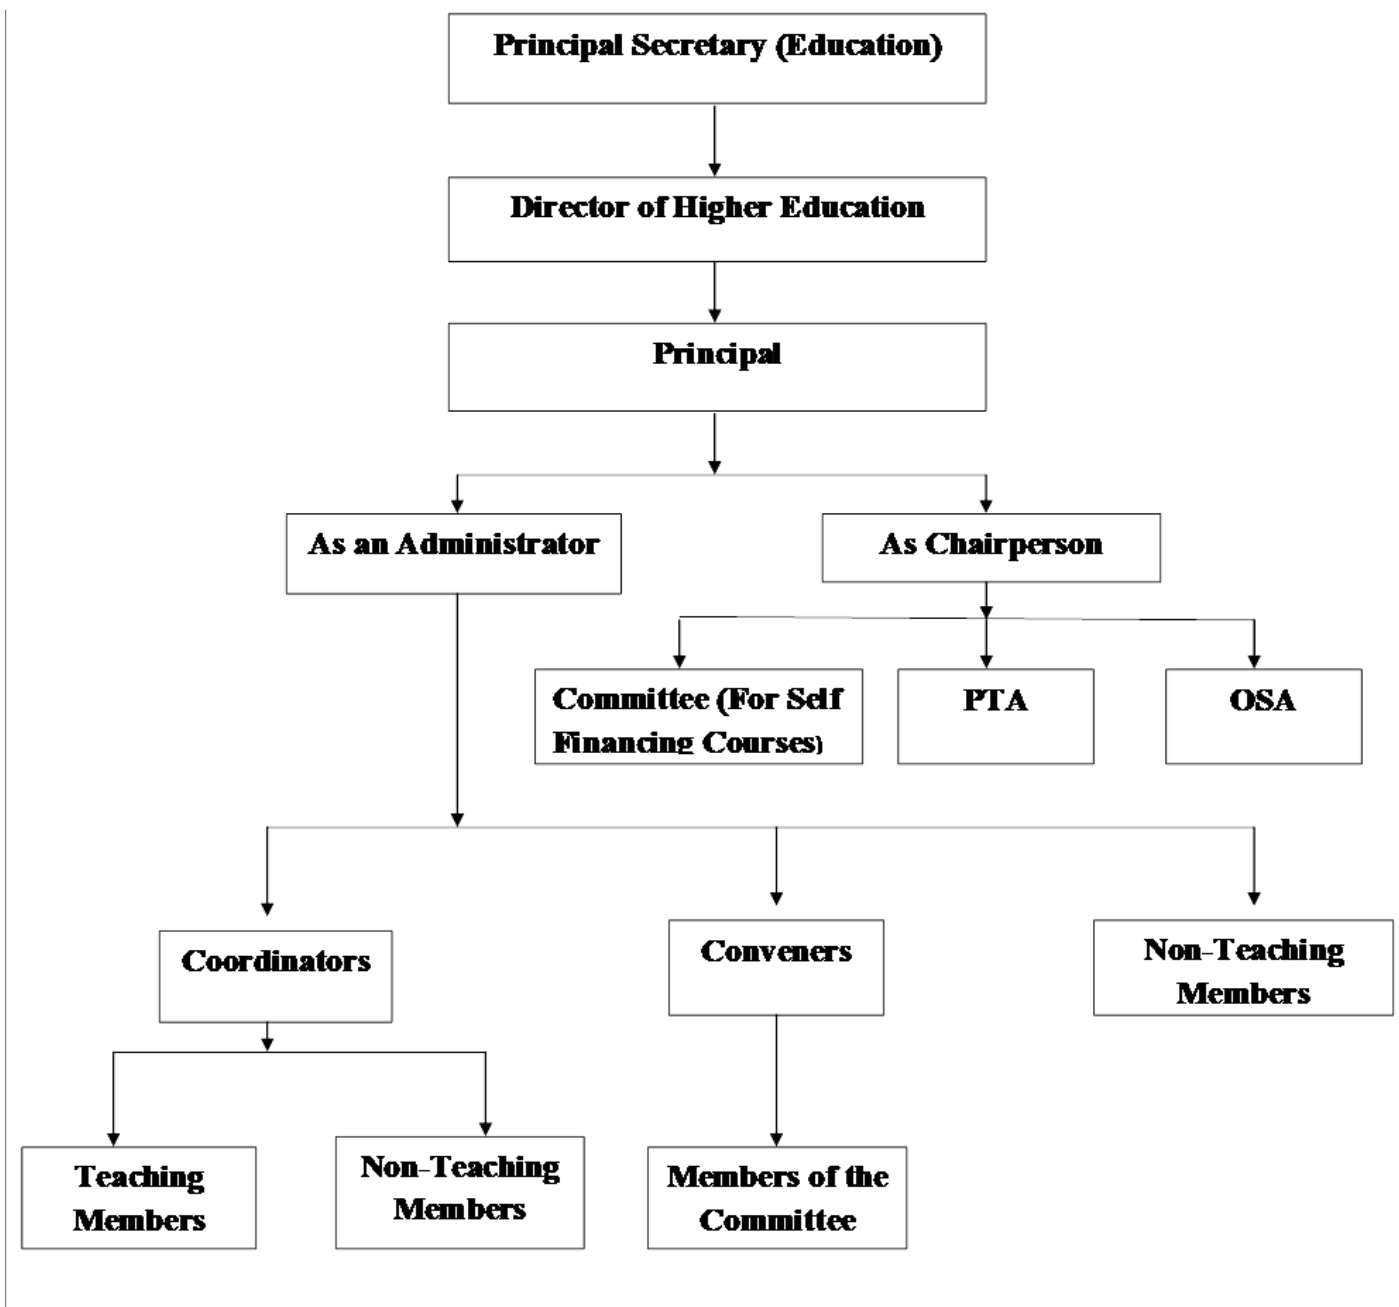 Principal Secretary (Education)
Director of Higher Education
Principal
As an Administrator
As Chairperson
Committee (For Self
Financing Courses)
PTA
OSA
Coordinators
Conveners
Non-Teaching
Members
Teaching
Members
Non-Teaching
Members
Members of the
Committee